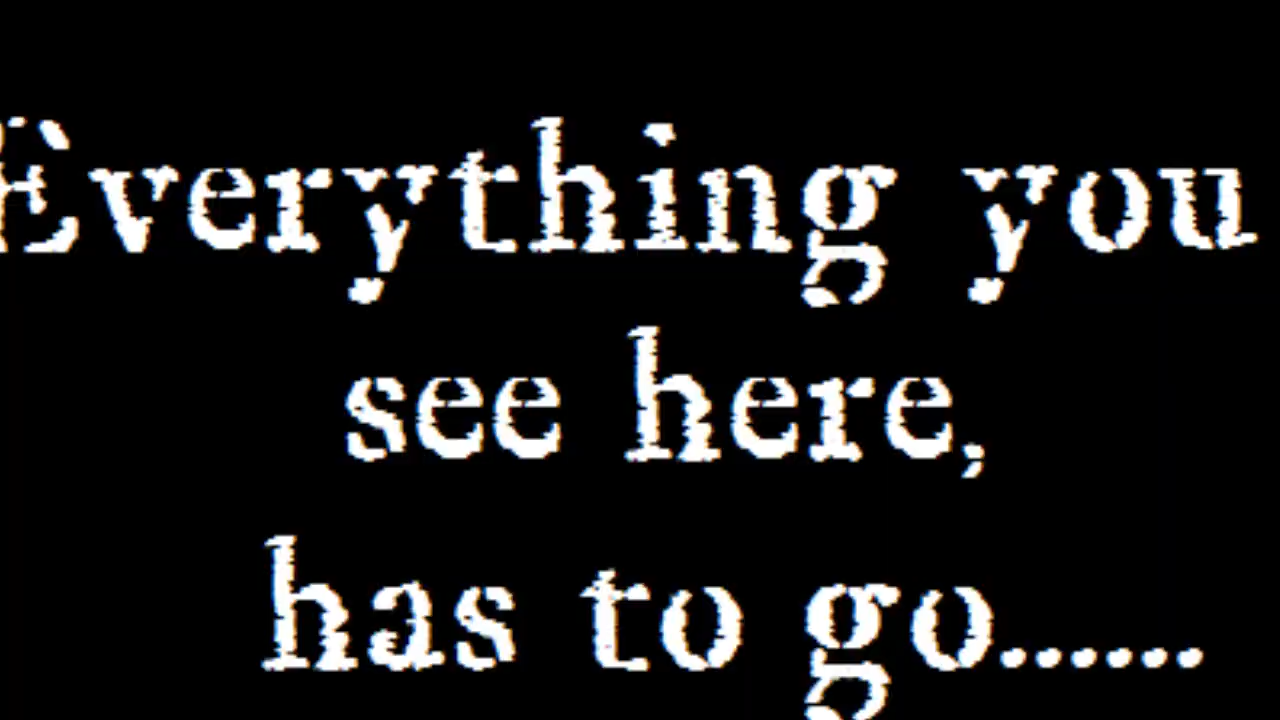 Everything you
see here,
has to go......